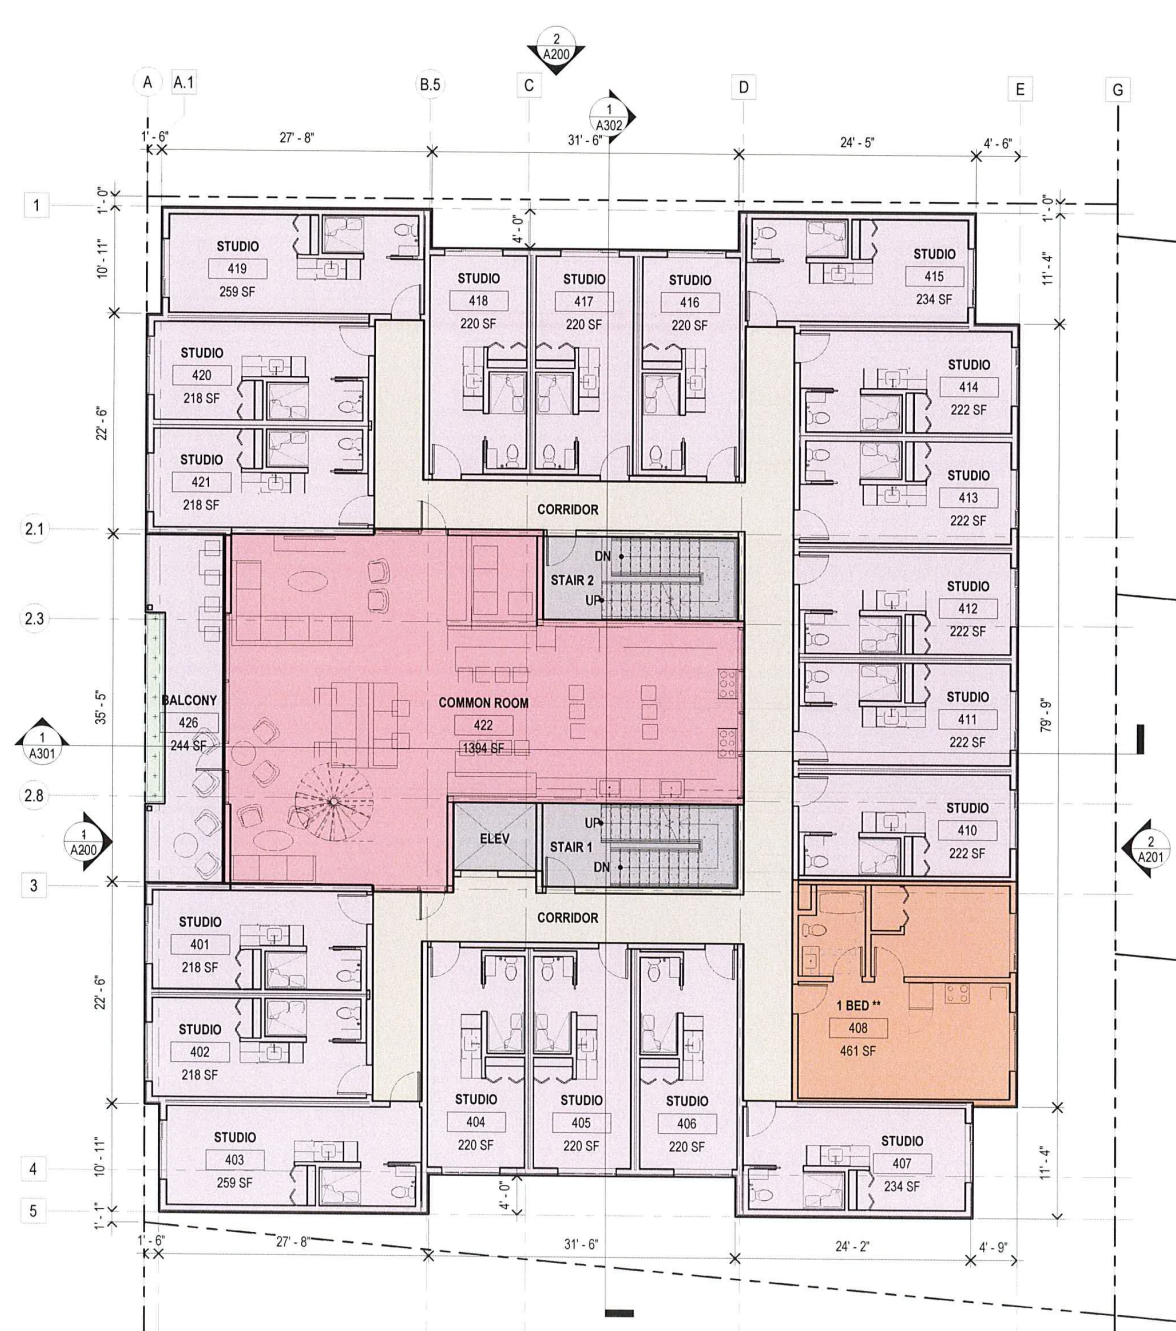 2
A200
A
A.1
B.5
C
D
E
G
1
A302
1' - 6"
27' - 8"
31' - 6"
24' - 5"
4' - 6"
1
1' - 0"
10' - 11"
4' - 0"
1' - 0"
11' - 4"
STUDIO
419
259 SF
STUDIO
418
220 SF
STUDIO
417
220 SF
STUDIO
416
220 SF
STUDIO
415
234 SF
STUDIO
420
218 SF
STUDIO
414
222 SF
22' - 6"
STUDIO
421
218 SF
STUDIO
413
222 SF
CORRIDOR
2.1
DN
STAIR 2
UP
STUDIO
412
222 SF
2.3
35' - 5"
BALCONY
426
244 SF
COMMON ROOM
422
1394 SF
STUDIO
411
222 SF
79' - 9"
1
A301
2.8
UP
ELEV
STAIR 1
DN
STUDIO
410
222 SF
1
A200
2
A201
3
CORRIDOR
STUDIO
401
218 SF
22' - 6"
STUDIO
402
218 SF
1 BED **
408
461 SF
STUDIO
404
220 SF
STUDIO
405
220 SF
STUDIO
406
220 SF
STUDIO
403
259 SF
STUDIO
407
234 SF
4
10' - 11"
11' - 4"
5
1' - 1"
4' - 0"
1' - 6"
27' - 8"
31' - 6"
24' - 2"
4' - 9"